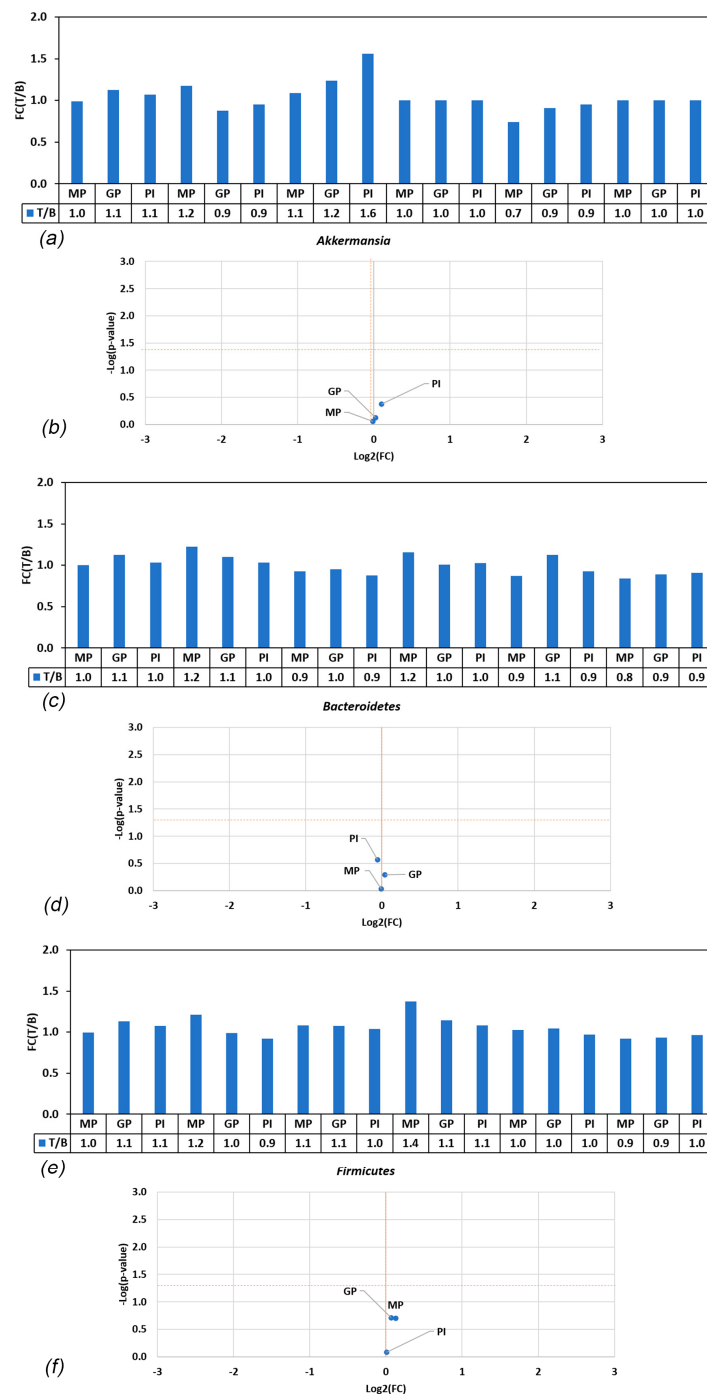 2.0
1.5
1.0
0.5
0.0
FC(T/B)
MP GP PI MP GP PI MP GP PI MP GP PI MP GP PI MP GP PI
T/B 1.0 1.1 1.1 1.2 0.9 0.9 1.1 1.2 1.6 1.0 1.0 1.0 0.7 0.9 0.9 1.0 1.0 1.0
(a)
Akkermansia
3.0
2.5
2.0
1.5
1.0
0.5
0.0
-Log(p-value)
GP
MP
PI
-3 -2 -1 0 1 2 3
Log2(FC)
(b)
2.0
1.5
1.0
0.5
0.0
FC(T/B)
MP GP PI MP GP PI MP GP PI MP GP PI MP GP PI MP GP PI
T/B 1.0 1.1 1.0 1.2 1.1 1.0 0.9 1.0 0.9 1.2 1.0 1.0 0.9 1.1 0.9 0.8 0.9 0.9
(c)
Bacteroidetes
3.0
2.5
2.0
1.5
1.0
0.5
0.0
-Log(p-value)
PI
MP
GP
-3 -2 -1 0 1 2 3
Log2(FC)
(d)
2.0
1.5
1.0
0.5
0.0
FC(T/B)
MP GP PI MP GP PI MP GP PI MP GP PI MP GP PI MP GP PI
T/B 1.0 1.1 1.1 1.2 1.0 0.9 1.1 1.1 1.0 1.4 1.1 1.1 1.0 1.0 1.0 0.9 0.9 1.0
(e)
Firmicutes
3.0
2.5
2.0
1.5
1.0
0.5
0.0
-Log(p-value)
GP
MP
PI
-3 -2 -1 0 1 2 3
Log2(FC)
(f)